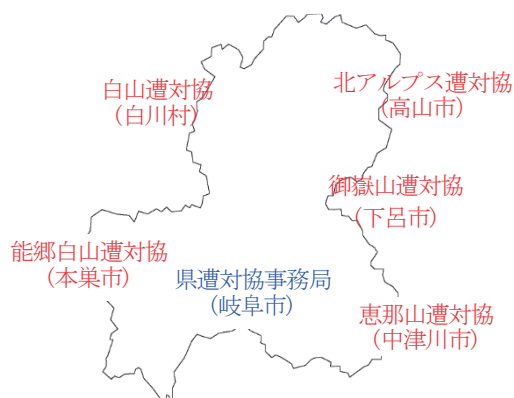 白山遭対協
（白川村）
北アルプス遭対協
（高山市）
御嶽山遭対協
（下呂市）
能郷白山遭対協
（本巣市）
県遭対協事務局
（岐阜市）
恵那山遭対協
（中津川市）